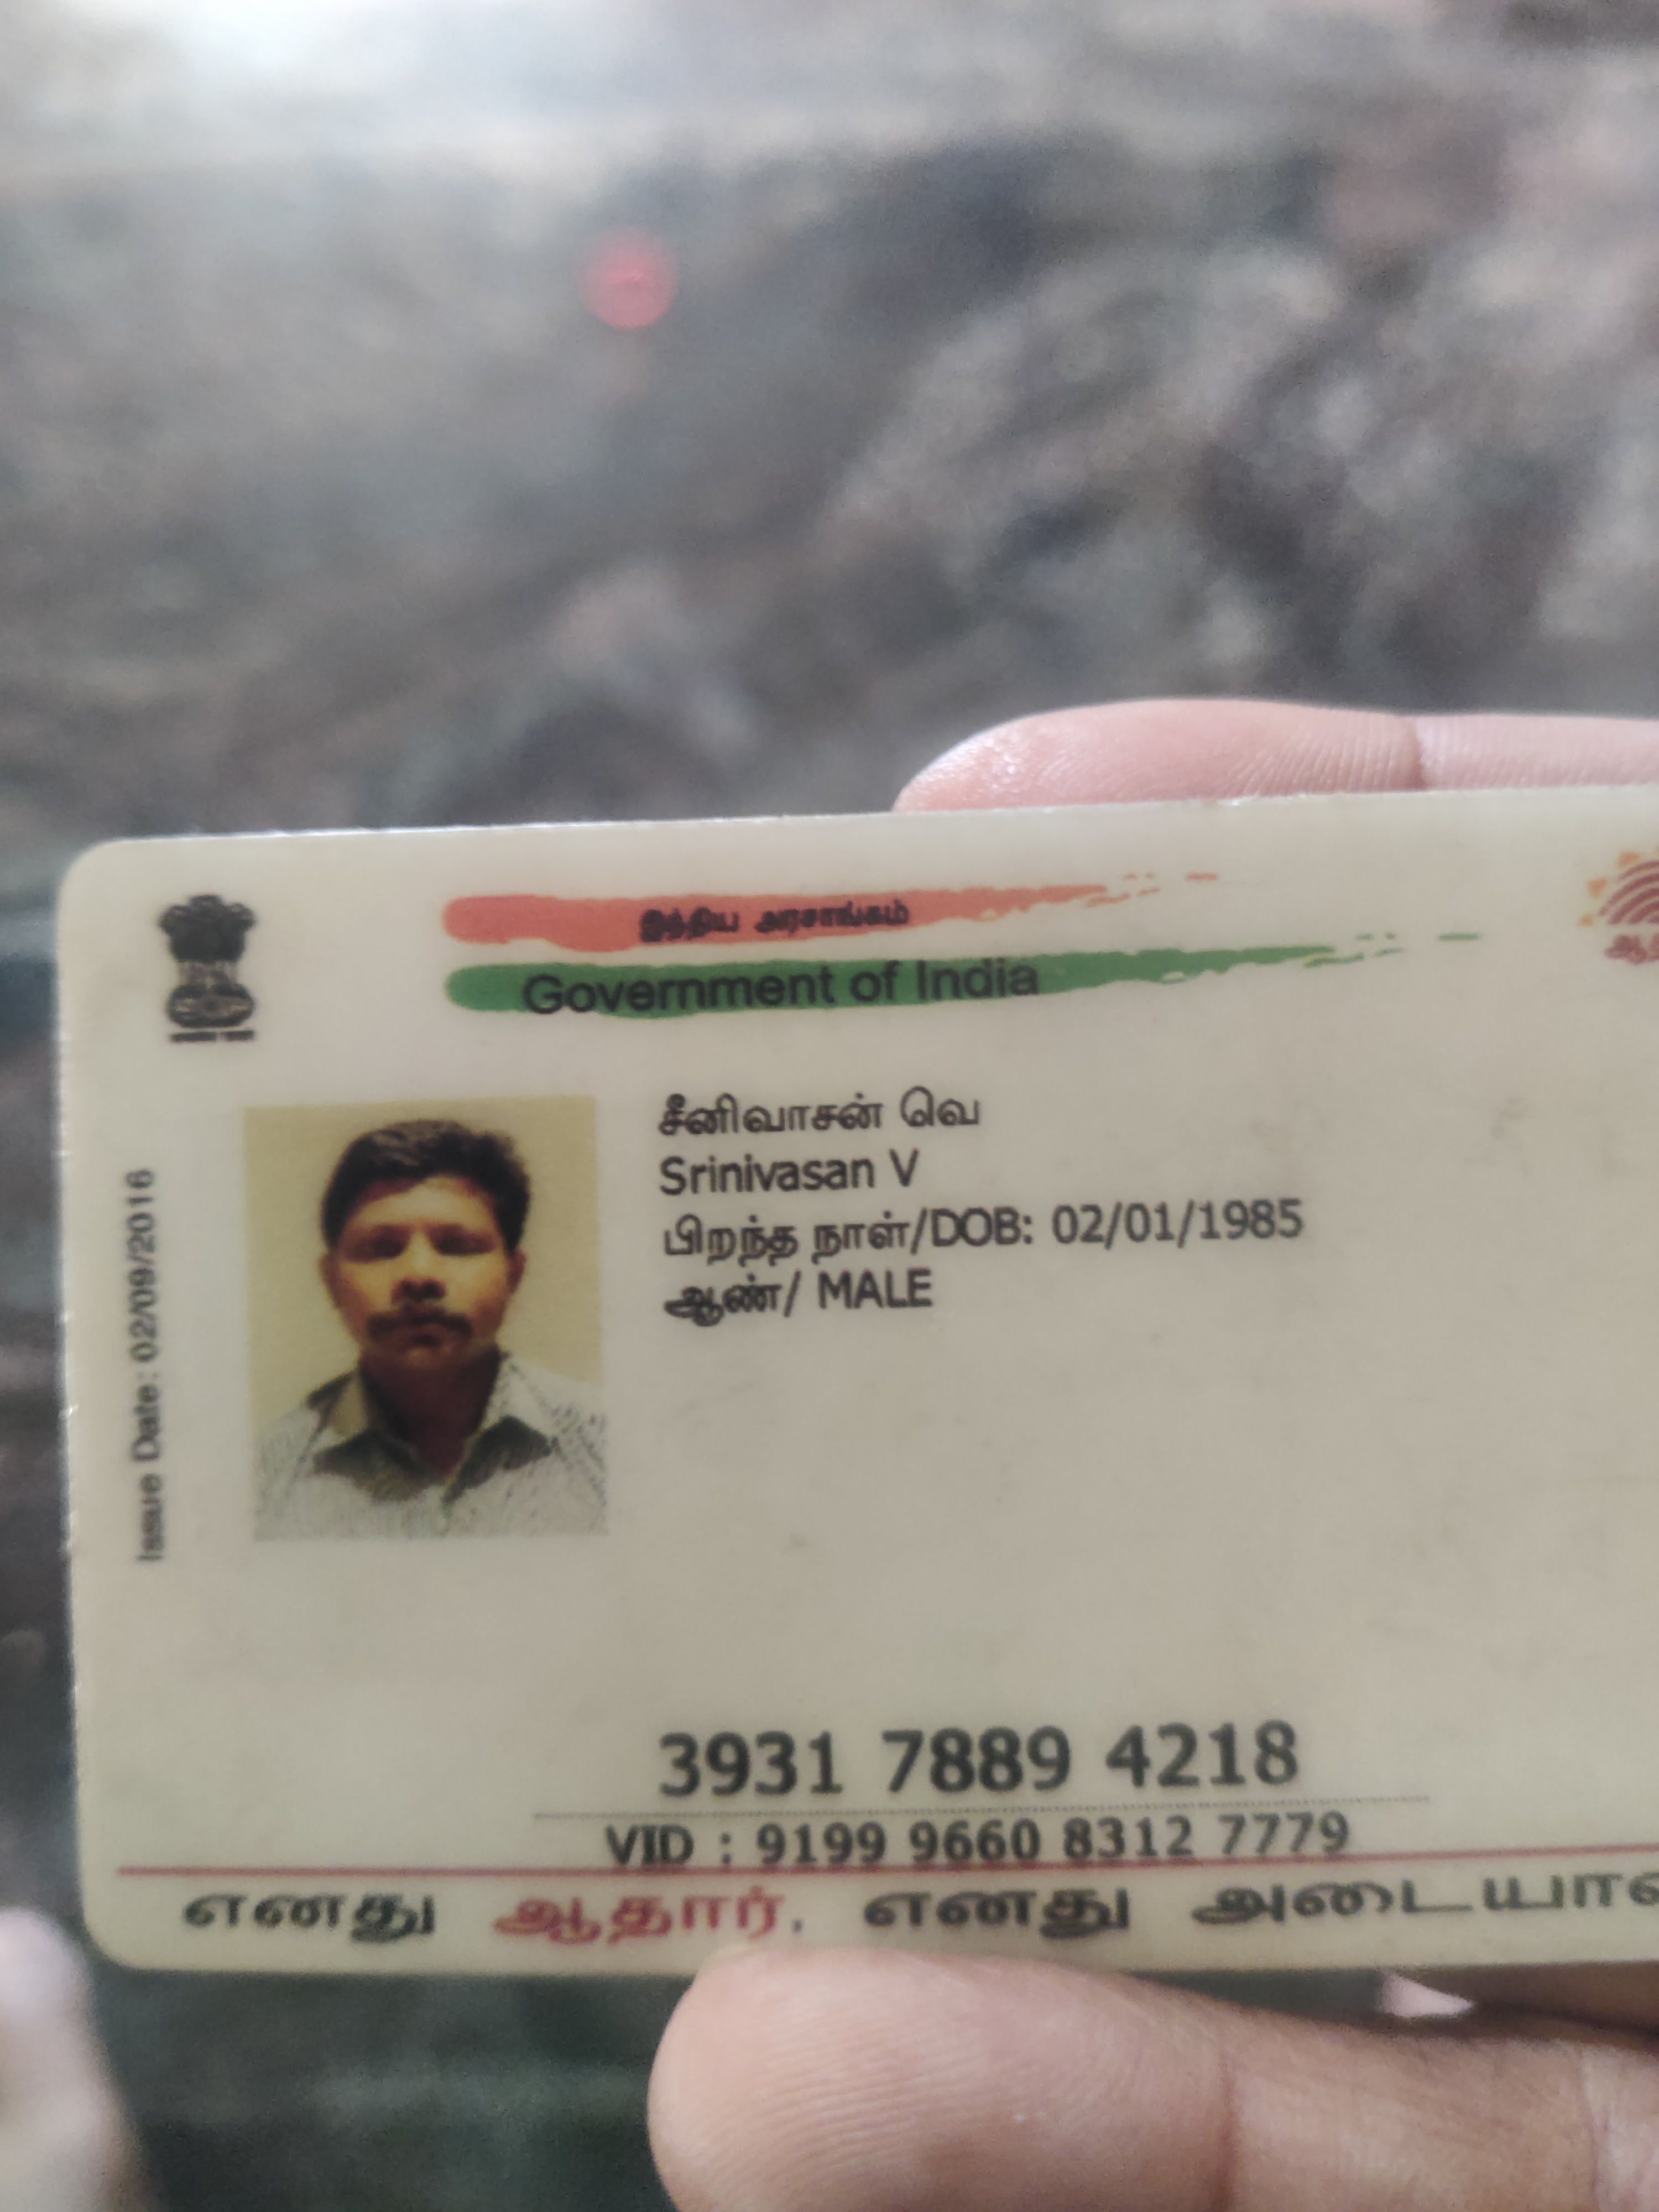 இந்திய அரசாங்கம்
Government of India
சீனிவாசன் வெ
Srinivasan V
பிறந்த நாள்/DOB: 02/01/1985
ஆண்/ MALE
Issue Date: 02/09/2016
3931 7889 4218
VID : 9199 9660 8312 7779
எனது ஆதார், எனது